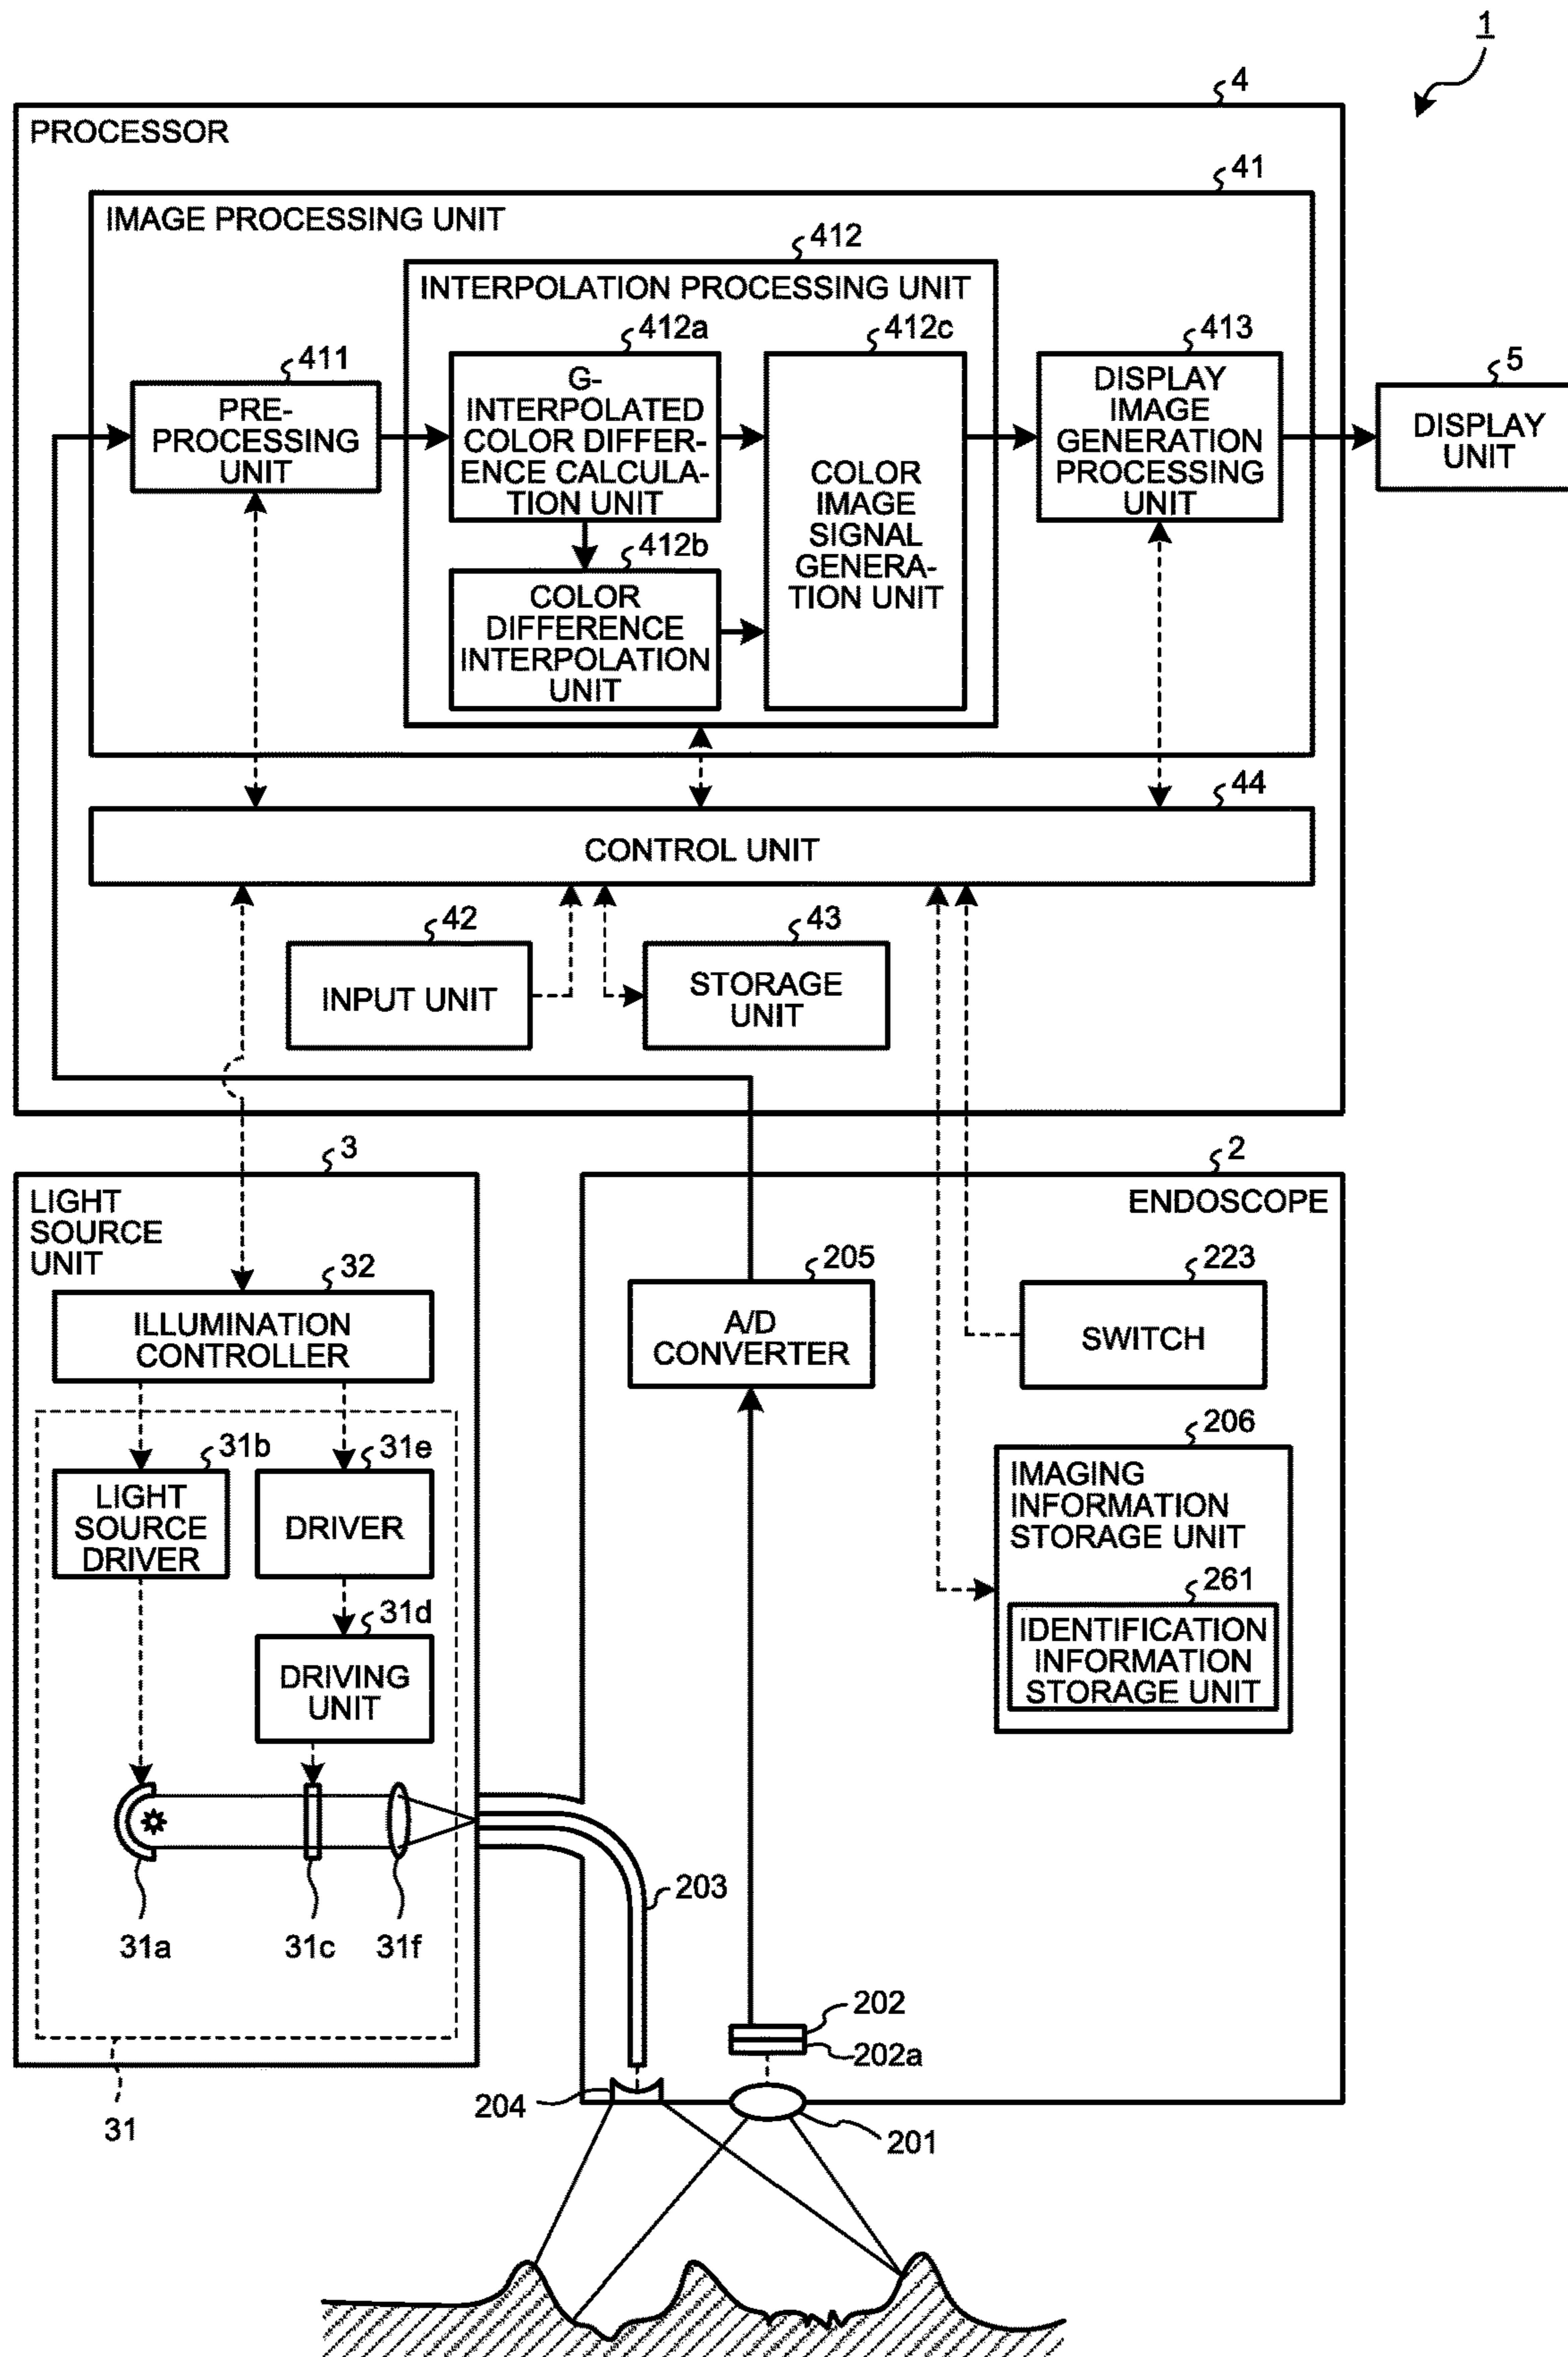 1
4
PROCESSOR
41
IMAGE PROCESSING UNIT
412
INTERPOLATION PROCESSING UNIT
411
PRE-
PROCESSING
UNIT
412a
G-
INTERPOLATED
COLOR DIFFER-
ENCE CALCULA-
TION UNIT
412b
COLOR
DIFFERENCE
INTERPOLATION
UNIT
412c
COLOR
IMAGE
SIGNAL
GENERA-
TION UNIT
413
DISPLAY
IMAGE
GENERATION
PROCESSING
UNIT
5
DISPLAY
UNIT
44
CONTROL UNIT
42
INPUT UNIT
43
STORAGE
UNIT
3
LIGHT
SOURCE
UNIT
32
ILLUMINATION
CONTROLLER
31b
LIGHT
SOURCE
DRIVER
31e
DRIVER
31d
DRIVING
UNIT
31a
31c
31f
31
2
ENDOSCOPE
205
A/D
CONVERTER
223
SWITCH
206
IMAGING
INFORMATION
STORAGE UNIT
261
IDENTIFICATION
INFORMATION
STORAGE UNIT
203
202
202a
204
201